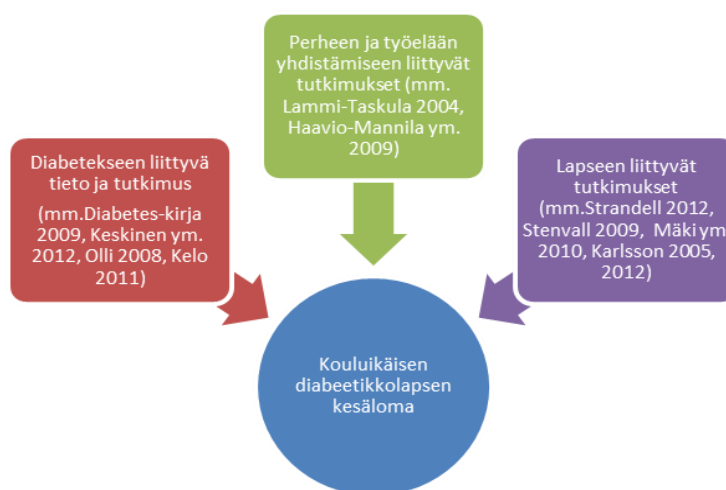 Perheen ja työelään
yhdistämiseen liittyvät
tutkimukset (mm.
Lammi-Taskula 2004,
Haavio-Mannila ym.
2009)
Diabetekseen liittyvä
tieto ja tutkimus
(mm.Diabetes-kirja
2009, Keskinen ym.
2012, Olli 2008, Kelo
2011)
Lapseen liittyvät
tutkimukset
(mm.Strandell 2012,
Stenvall 2009, Mäki ym
2010, Karlsson 2005,
2012)
Kouluikäisen
diabeetikkolapsen
kesäloma